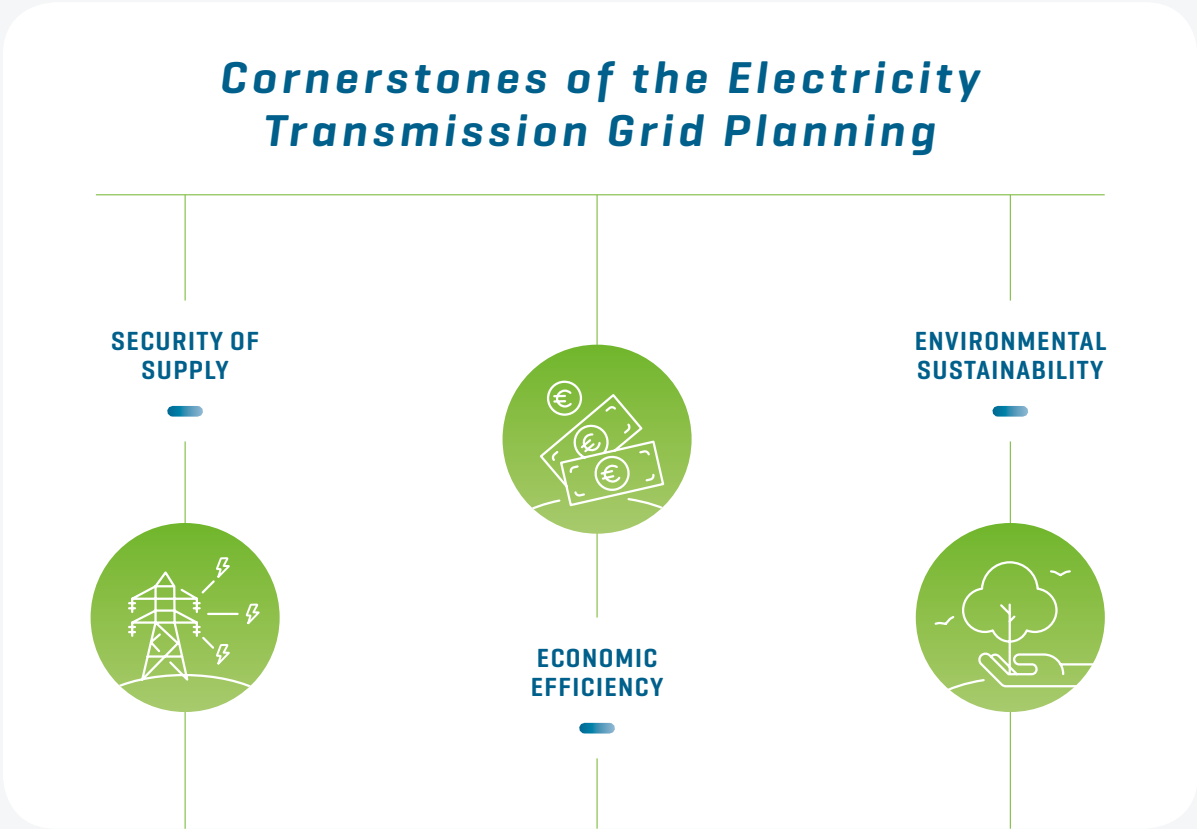 Cornerstones of the Electricity
Transmission Grid Planning
SECURITY OF
SUPPLY
€
€
€
ECONOMIC
EFFICIENCY
ENVIRONMENTAL
SUSTAINABILITY